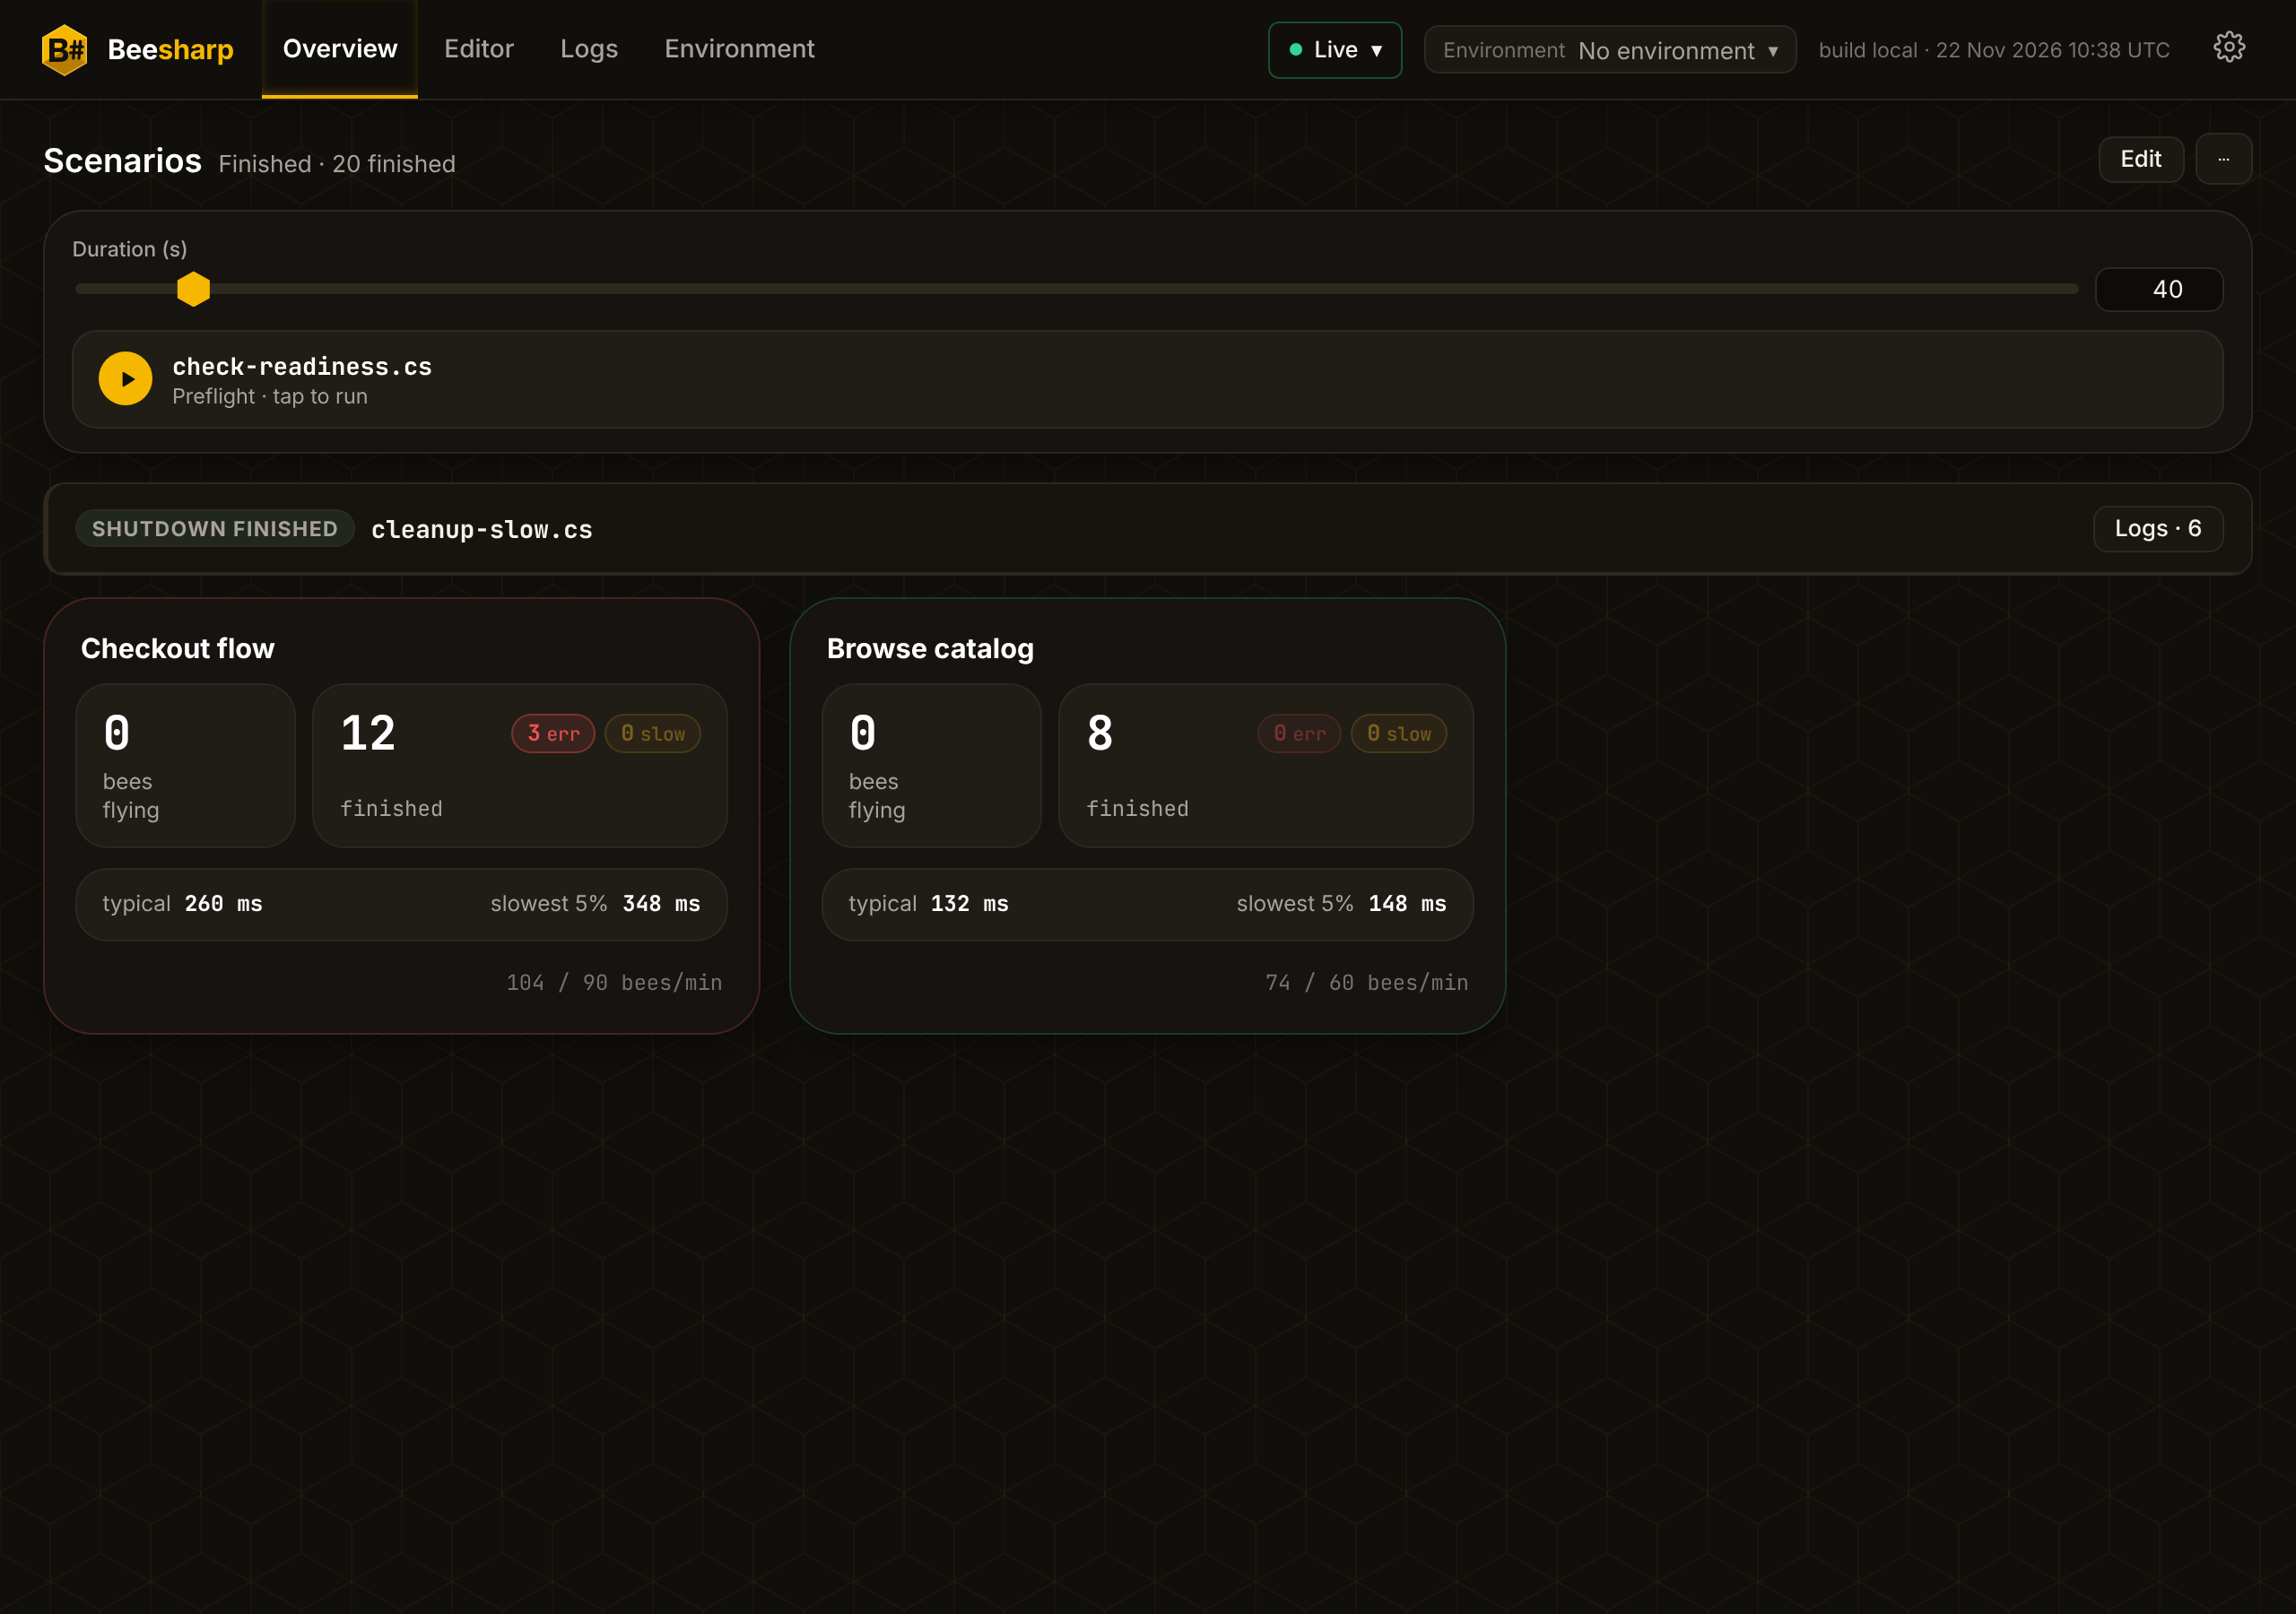 B# Beesharp Overview Editor Logs Environment Live ▾ Environment No environment ▾ build local · 22 Nov 2026 10:38 UTC
Scenarios Finished · 20 finished Edit ...
Duration (s)
40
check-readiness.cs
Preflight · tap to run
SHUTDOWN FINISHED cleanup-slow.cs Logs · 6
Checkout flow
0
bees
flying
12 3 err 0 slow
finished
typical 260 ms slowest 5% 348 ms
104 / 90 bees/min
Browse catalog
0
bees
flying
8 0 err 0 slow
finished
typical 132 ms slowest 5% 148 ms
74 / 60 bees/min